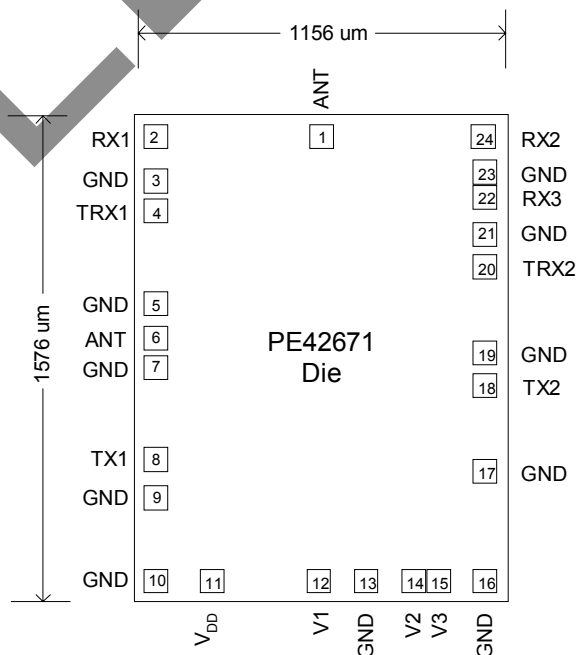 1156 um
ANT
RX1 2 1 24 RX2
GND 3 23 GND
TRX1 4 22 RX3
21 GND
20 TRX2
GND 5
ANT 6
GND 7
PE42671
Die
19 GND
18 TX2
1576 um
TX1 8
GND 9
17 GND
GND 10 11 12 13 14 15 16
VDD V1 GND V2 V3 GND